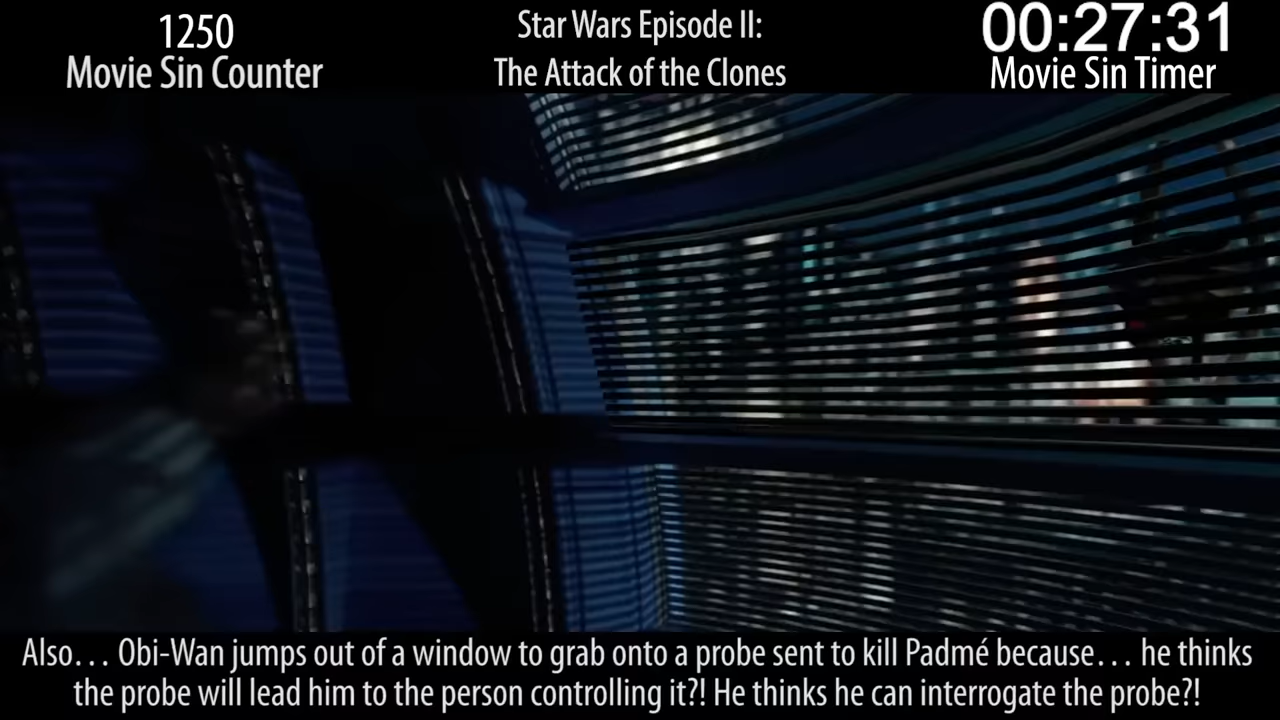 1250
Movie Sin Counter
Star Wars Episode II:
The Attack of the Clones
00:27:31
Movie Sin Timer
Also… Obi-Wan jumps out of a window to grab onto a probe sent to kill Padmé because… he thinks
the probe will lead him to the person controlling it?! He thinks he can interrogate the probe?!